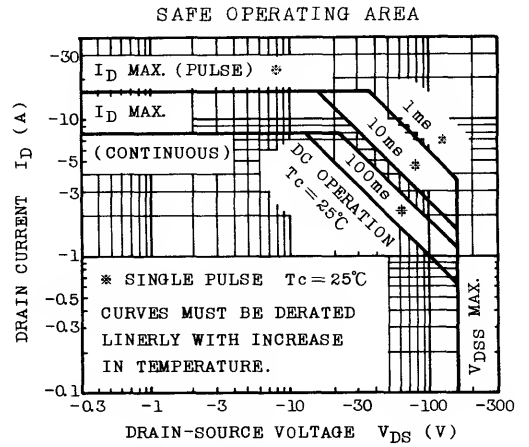 SAFE OPERATING AREA
DRAIN CURRENT I_D (A)
-30
-10
-5
-3
-1
-0.5
-0.3
-0.1
I_D MAX. (PULSE) ※
I_D MAX.
(CONTINUOUS)
1ms ※
10ms ※
100ms ※
DC OPERATION
Tc=25℃
※ SINGLE PULSE Tc=25℃
CURVES MUST BE DERATED
LINERLY WITH INCREASE
IN TEMPERATURE.
V_DSS MAX.
-0.3
-1
-3
-10
-30
-100
-300
DRAIN-SOURCE VOLTAGE V_DS (V)